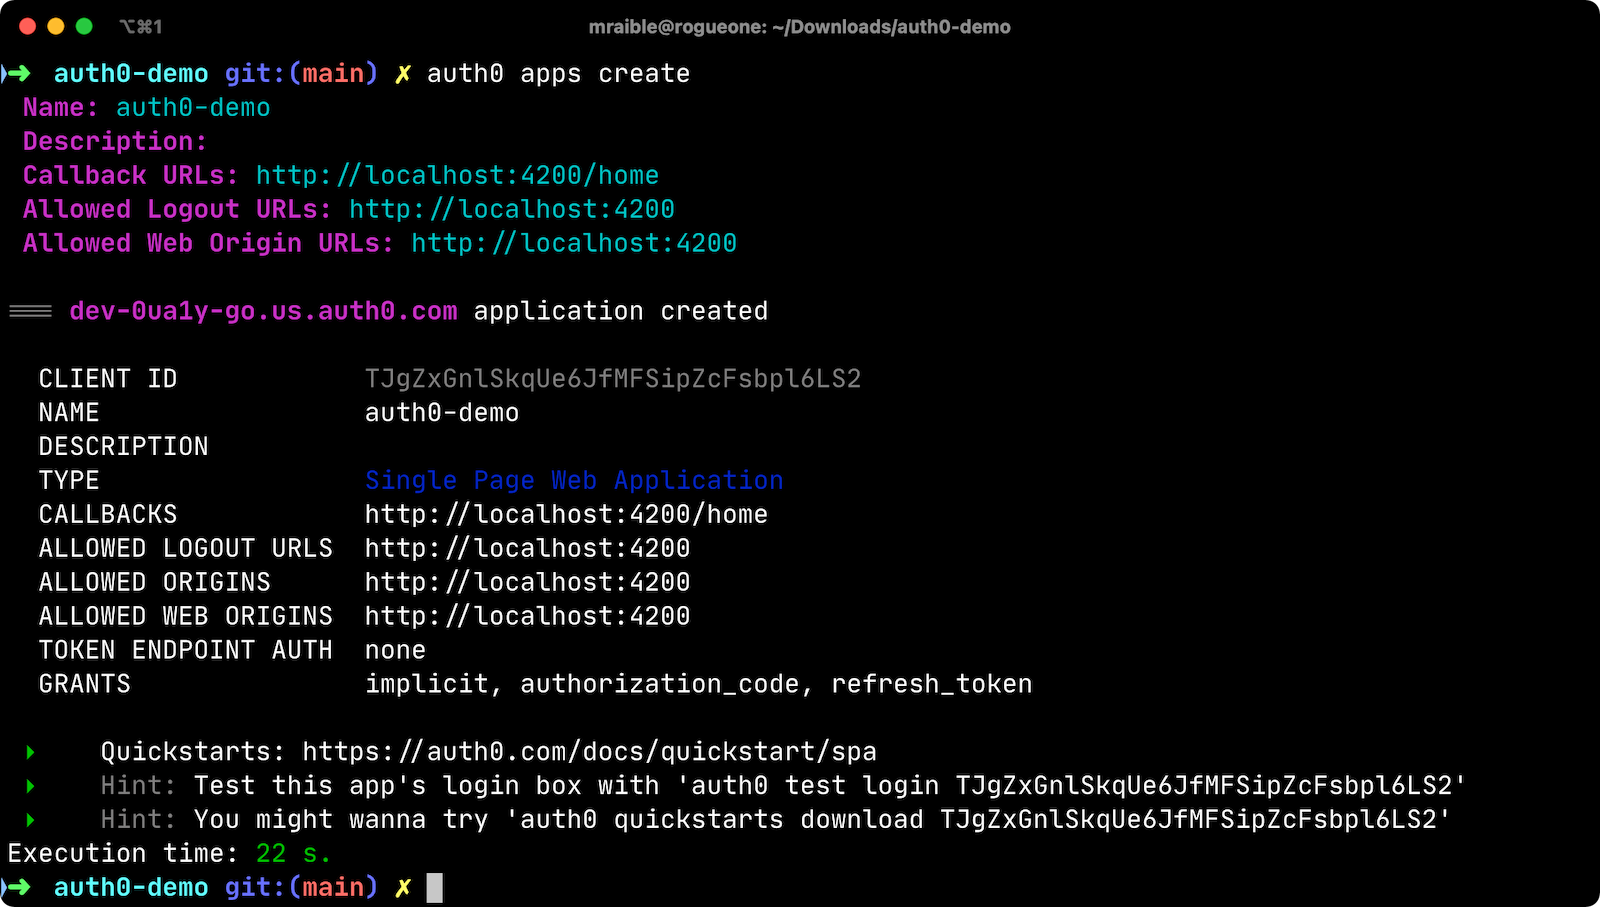 ⌥⌘1 mraible@rogueone: ~/Downloads/auth0-demo
➜ auth0-demo git:(main) ✗ auth0 apps create
Name: auth0-demo
Description:
Callback URLs: http://localhost:4200/home
Allowed Logout URLs: http://localhost:4200
Allowed Web Origin URLs: http://localhost:4200
=== dev-0ua1y-go.us.auth0.com application created
CLIENT ID TJgZxGnlSkqUe6JfMFSipZcFsbpl6LS2
NAME auth0-demo
DESCRIPTION
TYPE Single Page Web Application
CALLBACKS http://localhost:4200/home
ALLOWED LOGOUT URLS http://localhost:4200
ALLOWED ORIGINS http://localhost:4200
ALLOWED WEB ORIGINS http://localhost:4200
TOKEN ENDPOINT AUTH none
GRANTS implicit, authorization_code, refresh_token
▸ Quickstarts: https://auth0.com/docs/quickstart/spa
▸ Hint: Test this app's login box with 'auth0 test login TJgZxGnlSkqUe6JfMFSipZcFsbpl6LS2'
▸ Hint: You might wanna try 'auth0 quickstarts download TJgZxGnlSkqUe6JfMFSipZcFsbpl6LS2'
Execution time: 22 s.
➜ auth0-demo git:(main) ✗